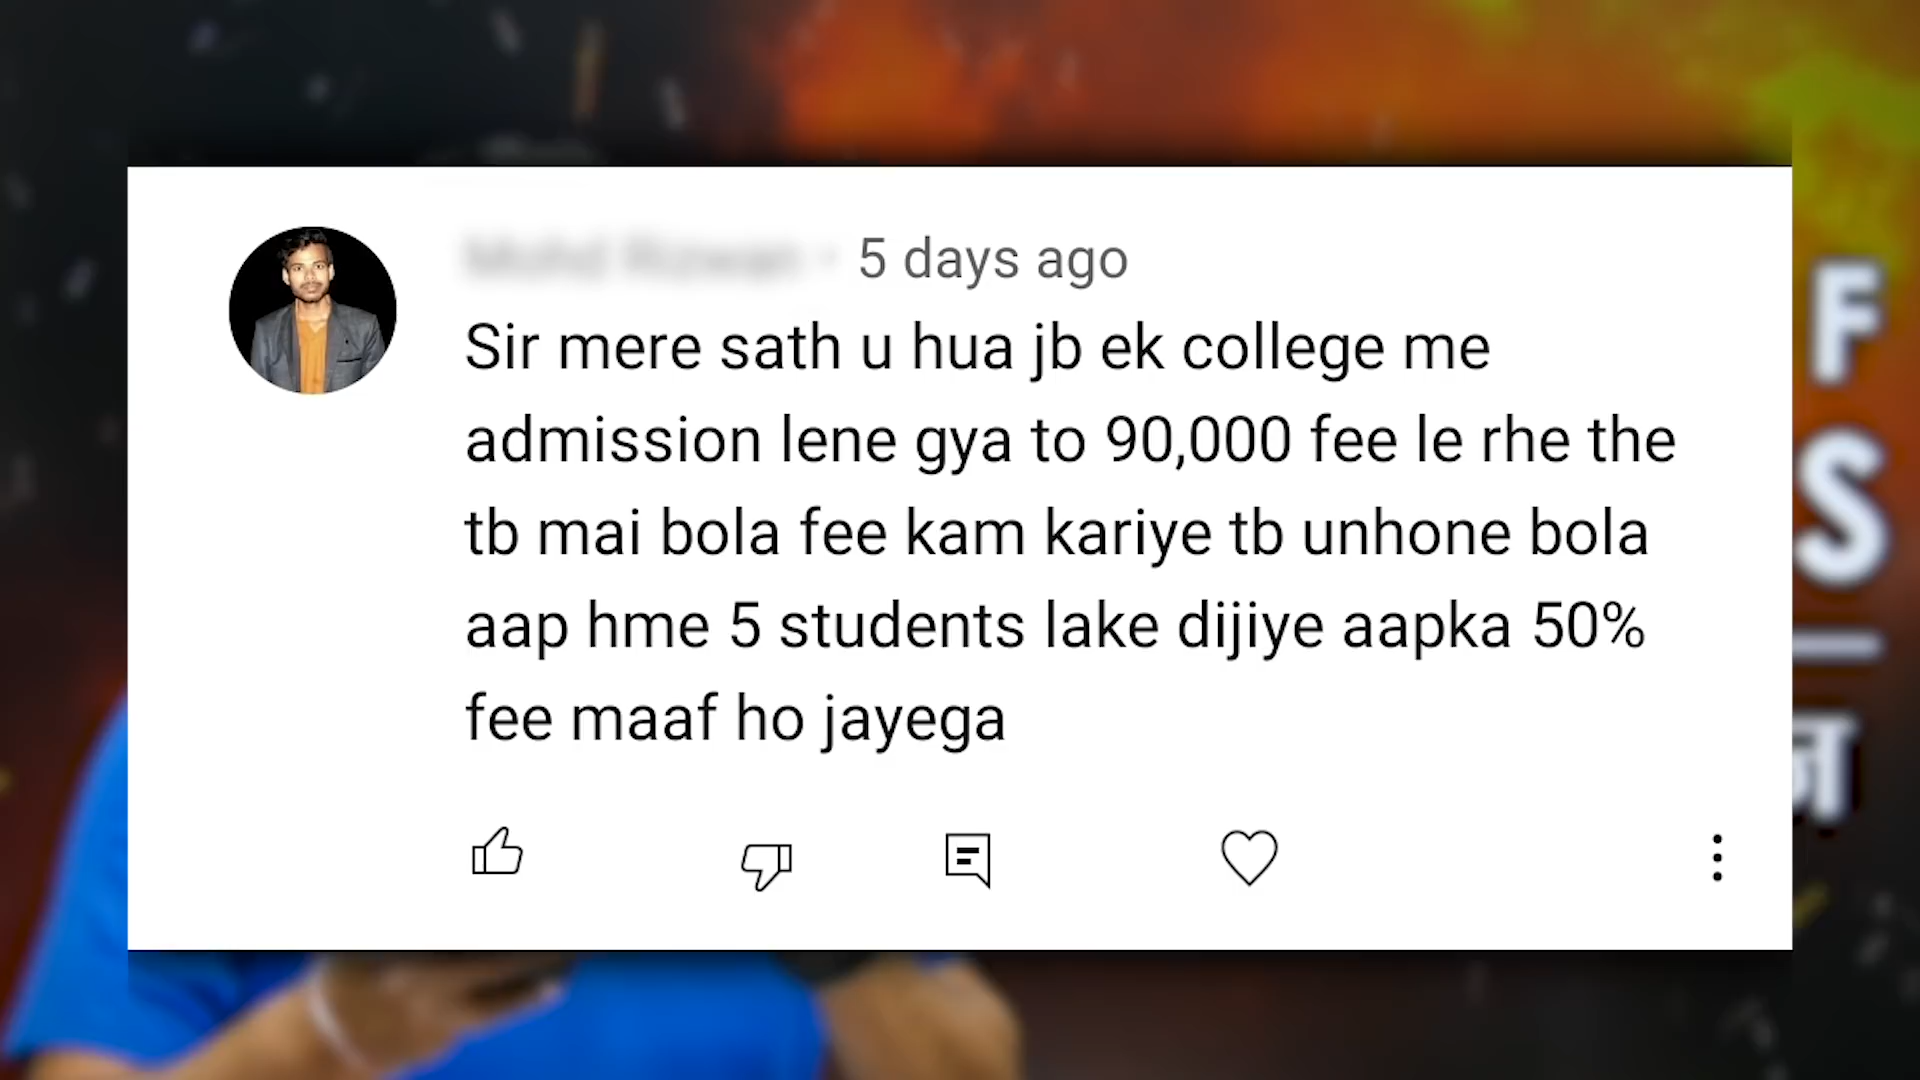 5 days ago
Sir mere sath u hua jb ek college me
admission lene gya to 90,000 fee le rhe the
tb mai bola fee kam kariye tb unhone bola
aap hme 5 students lake dijiye aapka 50%
fee maaf ho jayega
F
S